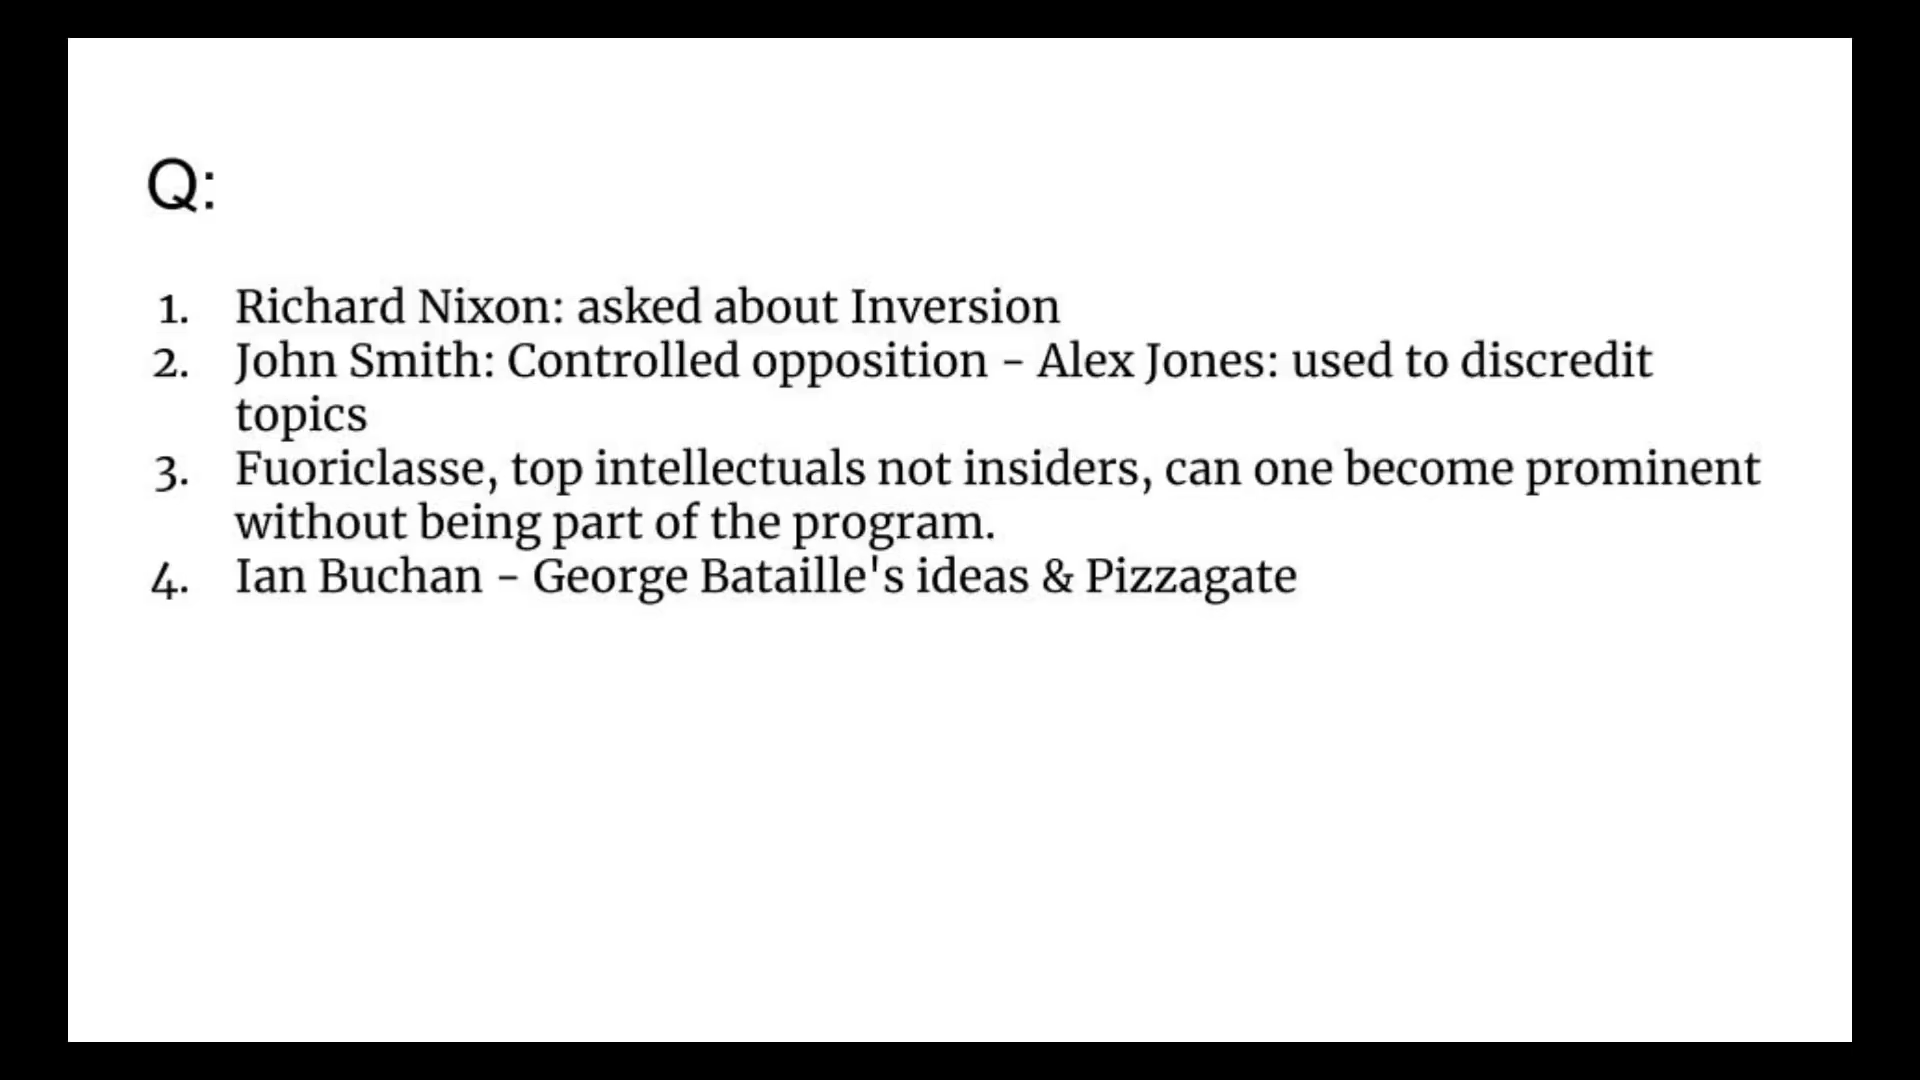 Q:
1. Richard Nixon: asked about Inversion
2. John Smith: Controlled opposition - Alex Jones: used to discredit
topics
3. Fuoriclasse, top intellectuals not insiders, can one become prominent
without being part of the program.
4. Ian Buchan - George Bataille's ideas & Pizzagate